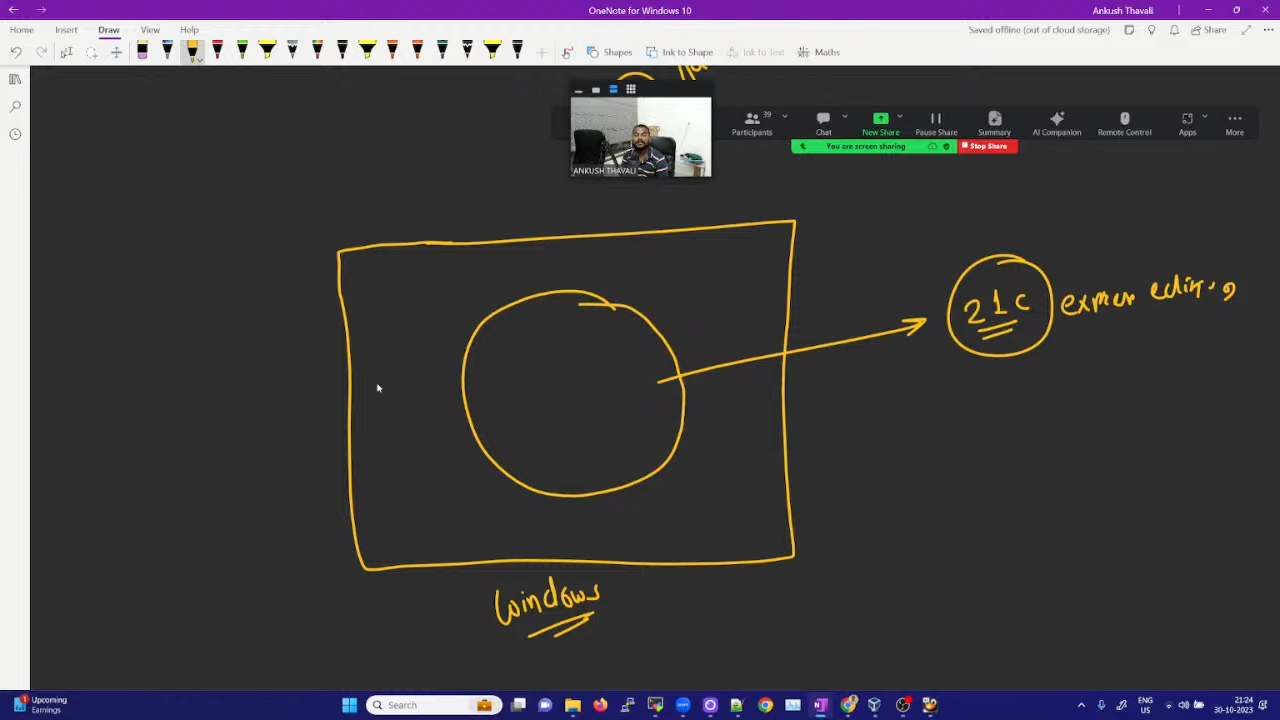 OneNote for Windows 10
Ankush Thavali
Home Insert Draw View Help
Saved offline (out of cloud storage)
Share
Shapes
Ink to Shape
Ink to Text
Maths
39
Participants
Chat
New Share
Pause Share
Summary
AI Companion
Remote Control
Apps
More
You are screen sharing
Stop Share
ANKUSH THAVALI
21c
windows
1
Upcoming
Earnings
Search
ENG
US
21:24
30-10-2023